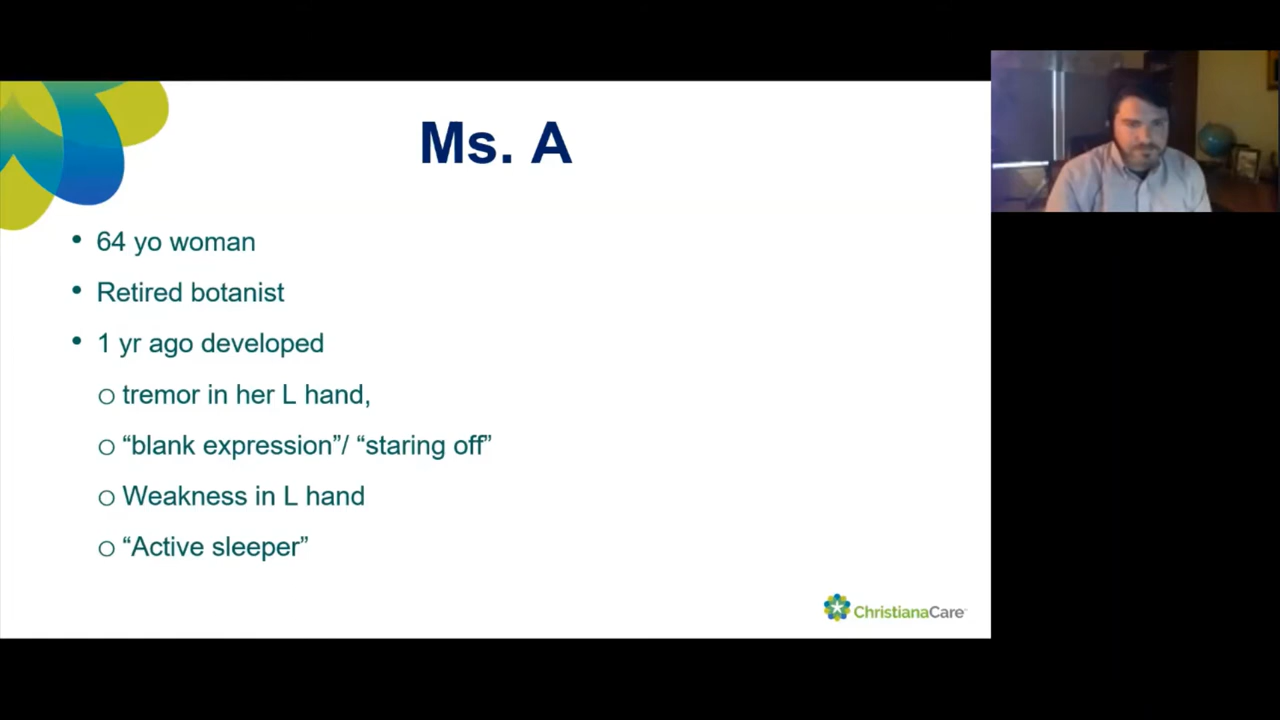 Ms. A
• 64 yo woman
• Retired botanist
• 1 yr ago developed
o tremor in her L hand,
o “blank expression”/ “staring off”
o Weakness in L hand
o “Active sleeper”
ChristianaCare™